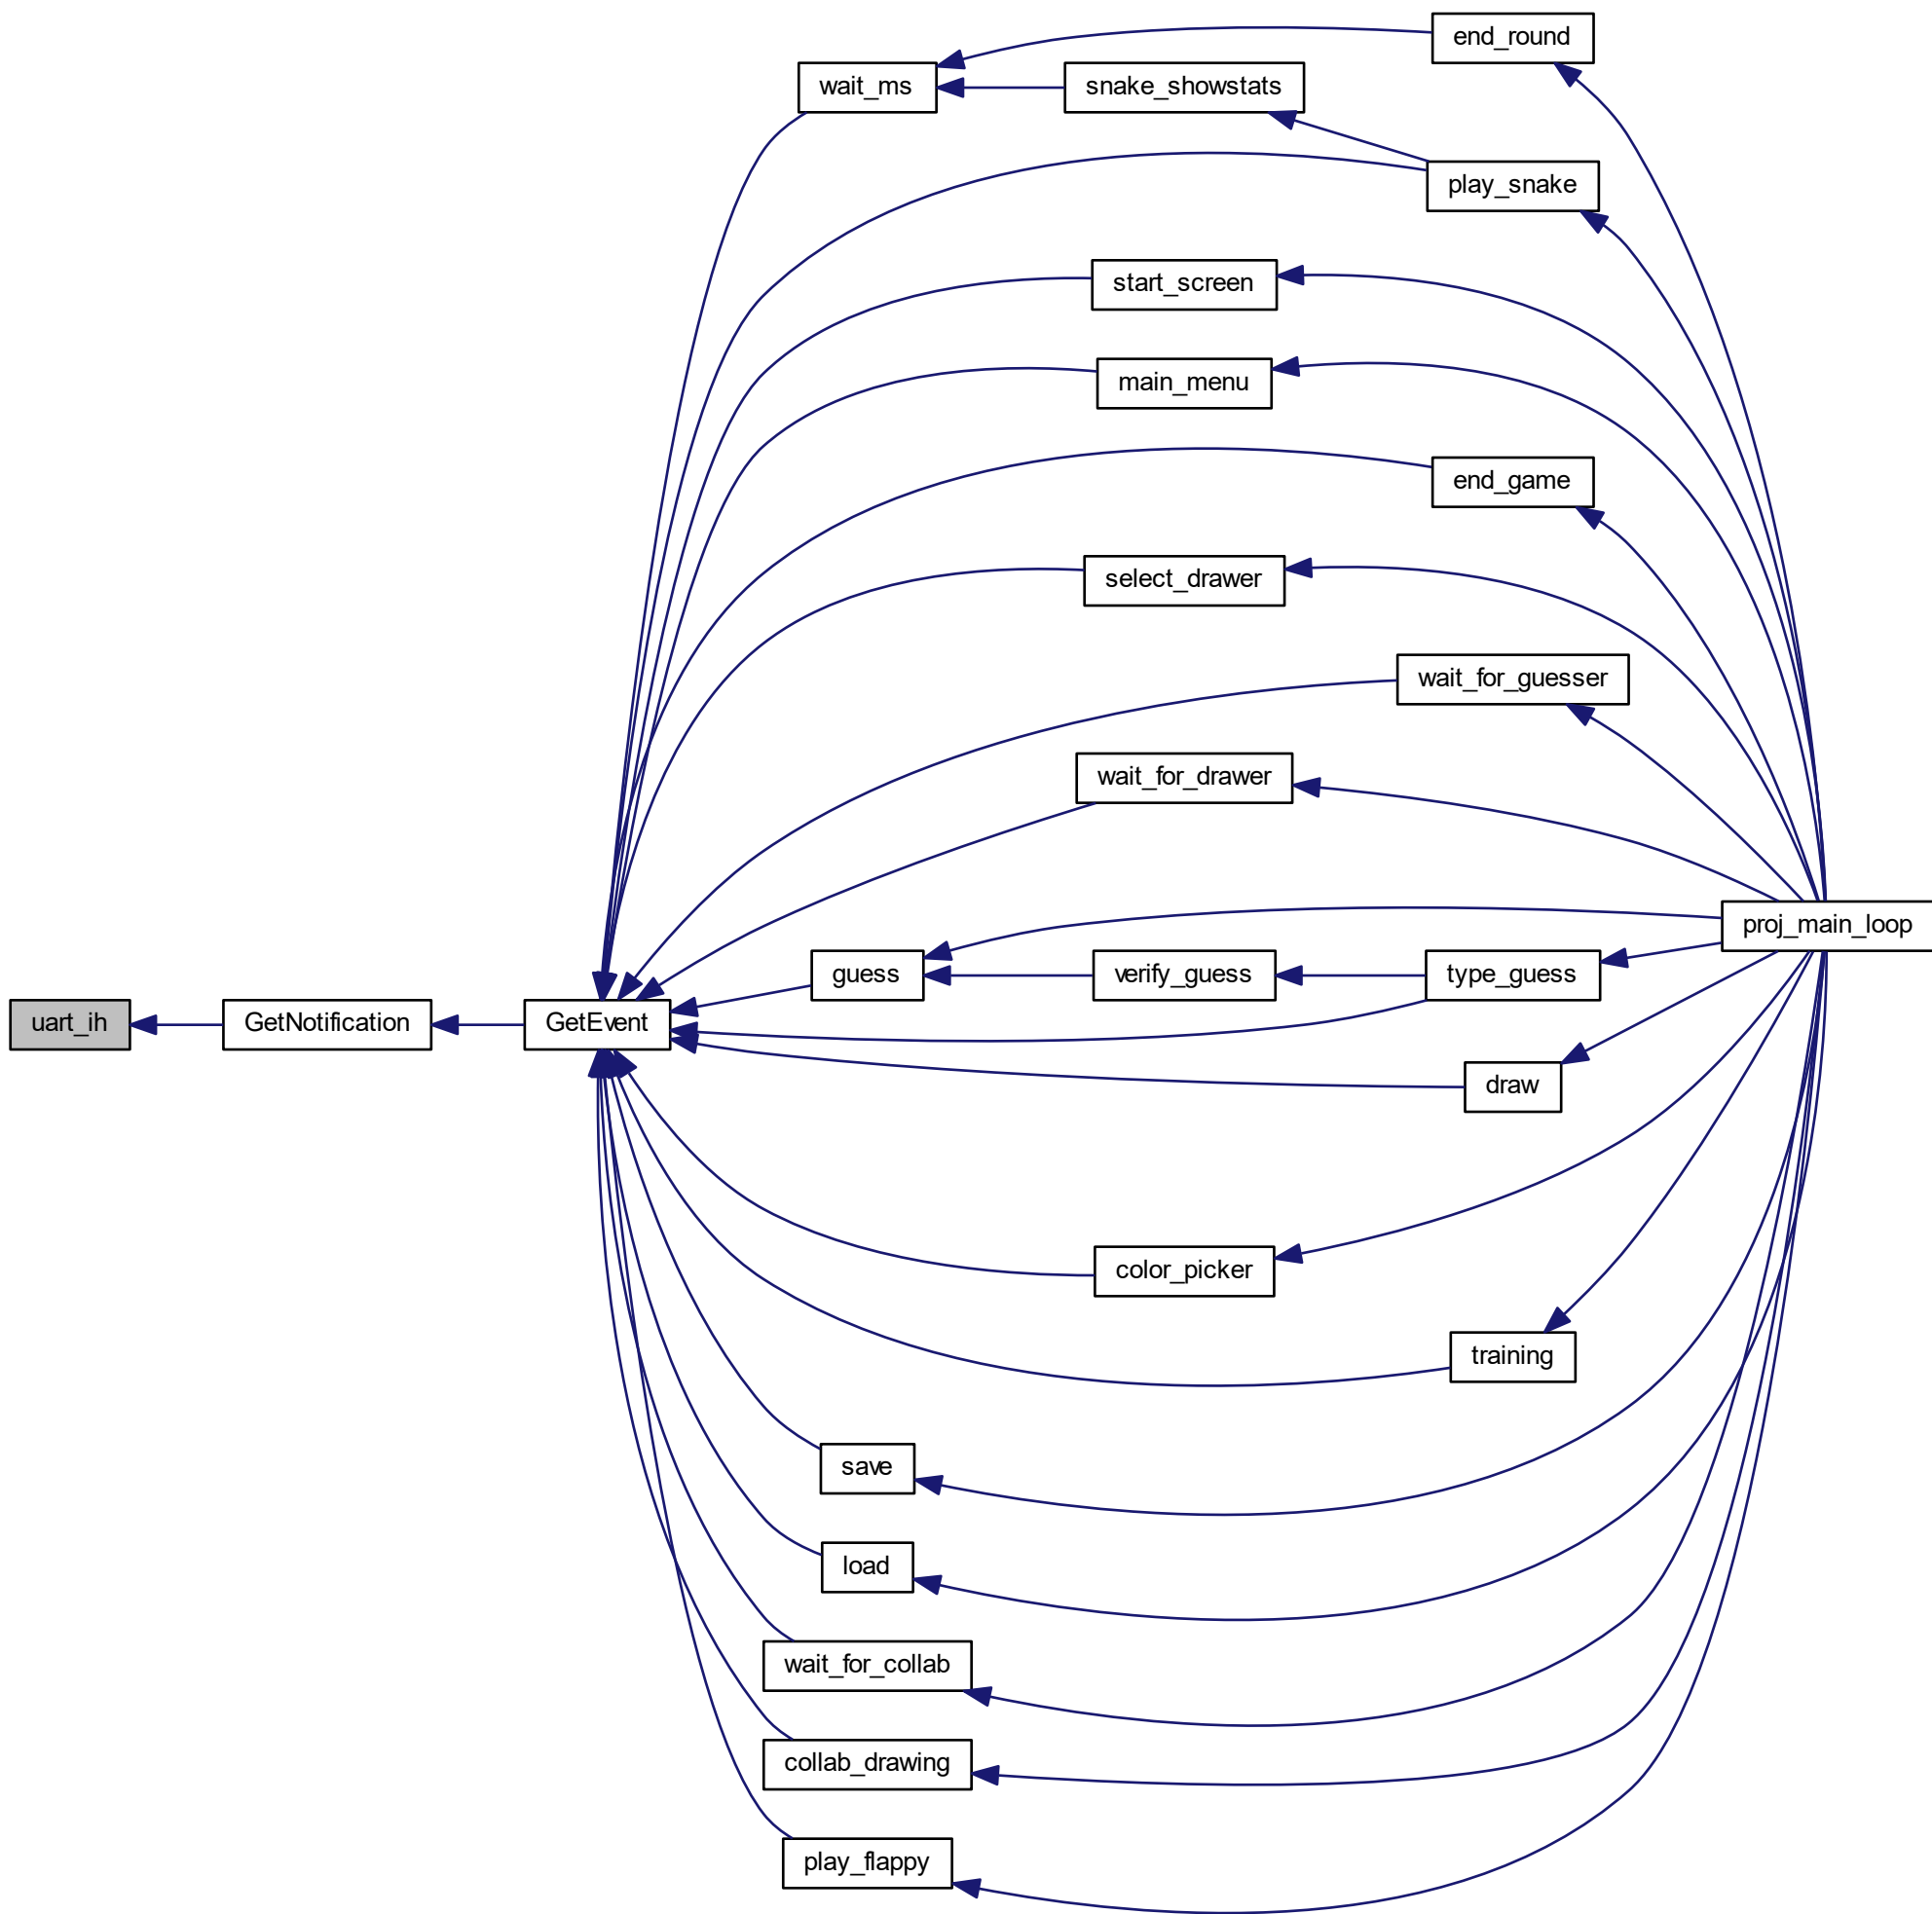 end_round
wait_ms
snake_showstats
play_snake
start_screen
main_menu
end_game
select_drawer
wait_for_guesser
wait_for_drawer
proj_main_loop
guess
verify_guess
type_guess
uart_ih
GetNotification
GetEvent
draw
color_picker
training
save
load
wait_for_collab
collab_drawing
play_flappy